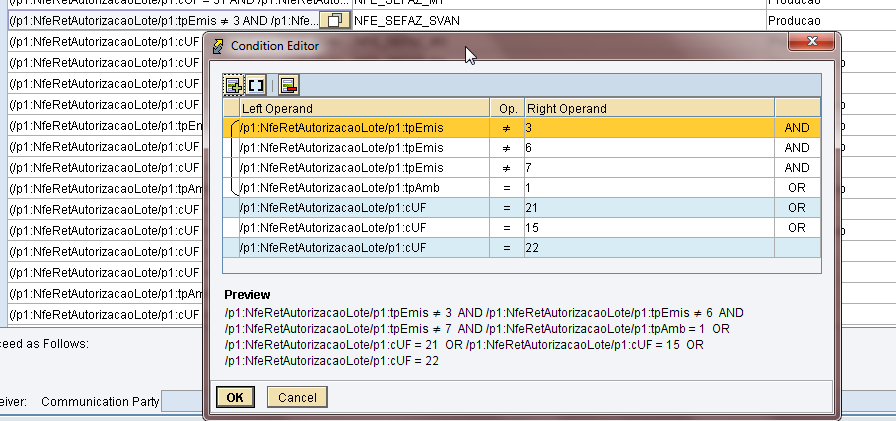 NFE_SEFAZ_MT Producao
(/p1:NfeRetAutorizacaoLote/p1:tpEmis ≠ 3 AND /p1:Nfe... NFE_SEFAZ_SVAN Producao
(/p1:NfeRetAutorizacaoLote/p1:cUF
(/p1:NfeRetAutorizacaoLote/p1:cUF
(/p1:NfeRetAutorizacaoLote/p1:cUF
(/p1:NfeRetAutorizacaoLote/p1:cUF
(/p1:NfeRetAutorizacaoLote/p1:tpEn
(/p1:NfeRetAutorizacaoLote/p1:cUF
(/p1:NfeRetAutorizacaoLote/p1:cUF
(/p1:NfeRetAutorizacaoLote/p1:tpAm
(/p1:NfeRetAutorizacaoLote/p1:cUF
(/p1:NfeRetAutorizacaoLote/p1:cUF
(/p1:NfeRetAutorizacaoLote/p1:cUF
(/p1:NfeRetAutorizacaoLote/p1:cUF
(/p1:NfeRetAutorizacaoLote/p1:tpAm
(/p1:NfeRetAutorizacaoLote/p1:cUF
ceed as Follows:
eiver: Communication Party
Condition Editor
Left Operand Op. Right Operand
/p1:NfeRetAutorizacaoLote/p1:tpEmis ≠ 3 AND
/p1:NfeRetAutorizacaoLote/p1:tpEmis ≠ 6 AND
/p1:NfeRetAutorizacaoLote/p1:tpEmis ≠ 7 AND
/p1:NfeRetAutorizacaoLote/p1:tpAmb = 1 OR
/p1:NfeRetAutorizacaoLote/p1:cUF = 21 OR
/p1:NfeRetAutorizacaoLote/p1:cUF = 15 OR
/p1:NfeRetAutorizacaoLote/p1:cUF = 22
Preview
/p1:NfeRetAutorizacaoLote/p1:tpEmis ≠ 3 AND /p1:NfeRetAutorizacaoLote/p1:tpEmis ≠ 6 AND
/p1:NfeRetAutorizacaoLote/p1:tpEmis ≠ 7 AND /p1:NfeRetAutorizacaoLote/p1:tpAmb = 1 OR
/p1:NfeRetAutorizacaoLote/p1:cUF = 21 OR /p1:NfeRetAutorizacaoLote/p1:cUF = 15 OR
/p1:NfeRetAutorizacaoLote/p1:cUF = 22
OK Cancel